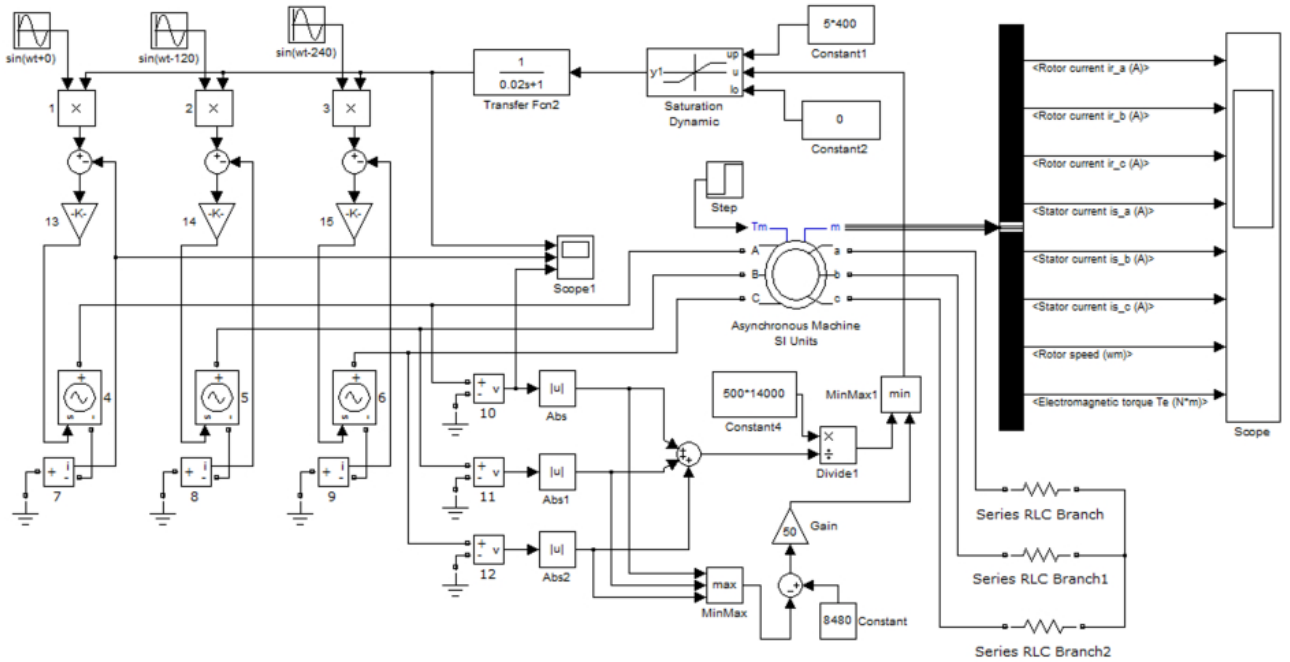 sin(wt+0)
sin(wt-120)
sin(wt-240)
1
2
3
1
0.02s+1
Transfer Fcn2
y1
up
u
lo
Saturation
Dynamic
5*400
Constant1
0
Constant2
<Rotor current ir_a (A)>
<Rotor current ir_b (A)>
<Rotor current ir_c (A)>
<Stator current is_a (A)>
<Stator current is_b (A)>
<Stator current is_c (A)>
<Rotor speed (wm)>
<Electromagnetic torque Te (N*m)>
Scope
13
-K-
14
-K-
15
-K-
Scope1
Step
Tm
m
A
B
C
a
b
c
Asynchronous Machine
SI Units
4
5
6
s
i
s
i
s
i
7
+
-
i
8
+
-
i
9
+
-
i
+
-
v
10
|u|
Abs
+
-
v
11
|u|
Abs1
+
-
v
12
|u|
Abs2
500*14000
Constant4
×
÷
Divide1
MinMax1
min
50
Gain
max
MinMax
8480
Constant
Series RLC Branch
Series RLC Branch1
Series RLC Branch2